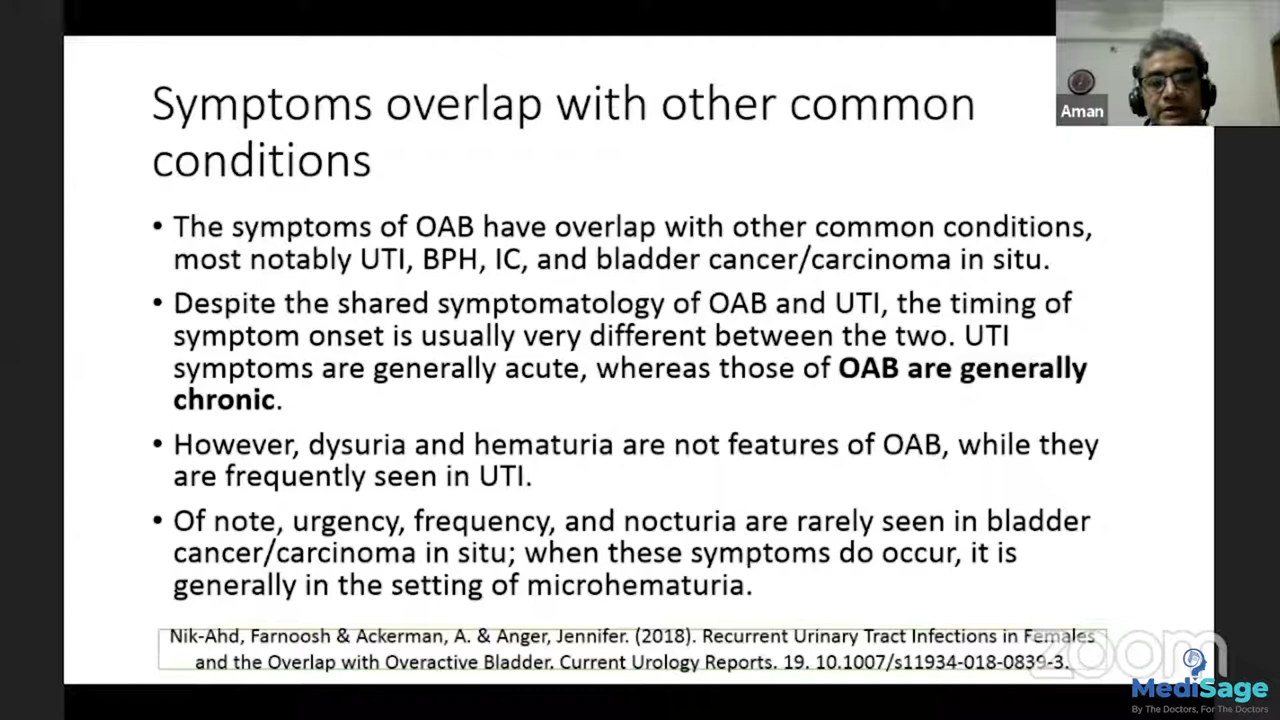 Symptoms overlap with other common
conditions
Aman
• The symptoms of OAB have overlap with other common conditions,
most notably UTI, BPH, IC, and bladder cancer/carcinoma in situ.
• Despite the shared symptomatology of OAB and UTI, the timing of
symptom onset is usually very different between the two. UTI
symptoms are generally acute, whereas those of OAB are generally
chronic.
• However, dysuria and hematuria are not features of OAB, while they
are frequently seen in UTI.
• Of note, urgency, frequency, and nocturia are rarely seen in bladder
cancer/carcinoma in situ; when these symptoms do occur, it is
generally in the setting of microhematuria.
Nik-Ahd, Farnoosh & Ackerman, A. & Anger, Jennifer. (2018). Recurrent Urinary Tract Infections in Females
and the Overlap with Overactive Bladder. Current Urology Reports. 19. 10.1007/s11934-018-0839-3.
zoom
MediSage
By The Doctors, For The Doctors